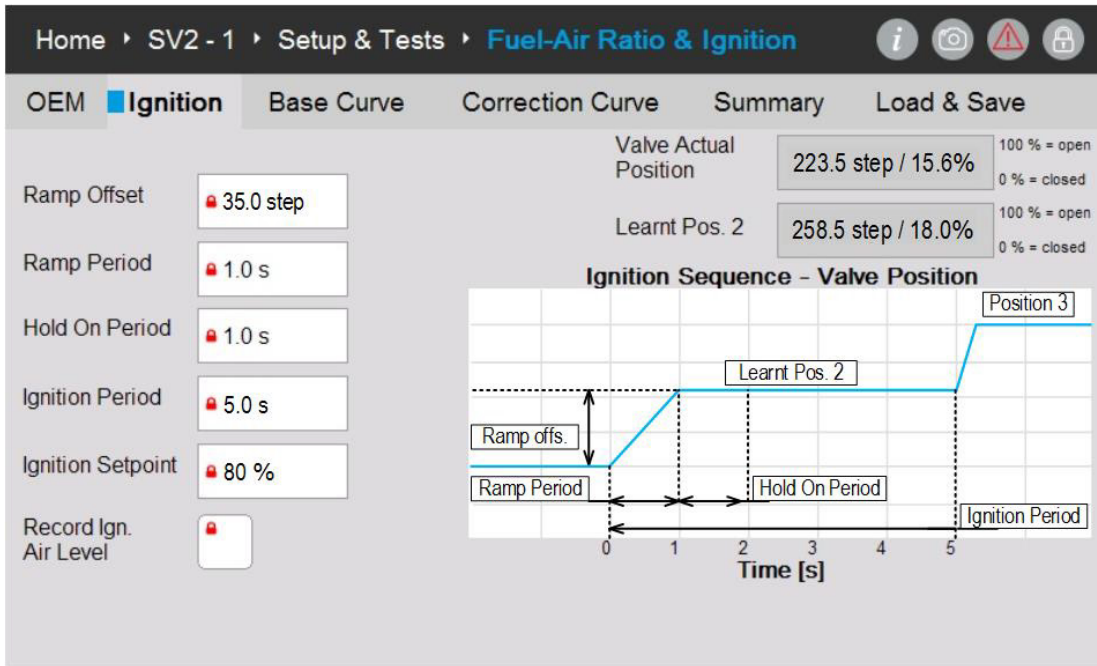 Home ▸ SV2 - 1 ▸ Setup & Tests ▸ Fuel-Air Ratio & Ignition
OEM Ignition Base Curve Correction Curve Summary Load & Save
Ramp Offset
35.0 step
Ramp Period
1.0 s
Hold On Period
1.0 s
Ignition Period
5.0 s
Ignition Setpoint
80 %
Record Ign.
Air Level
Valve Actual
Position
223.5 step / 15.6%
100 % = open
0 % = closed
Learnt Pos. 2
258.5 step / 18.0%
100 % = open
0 % = closed
Ignition Sequence - Valve Position
Position 3
Learnt Pos. 2
Ramp offs.
Ramp Period
Hold On Period
Ignition Period
0 1 2 3 4 5
Time [s]